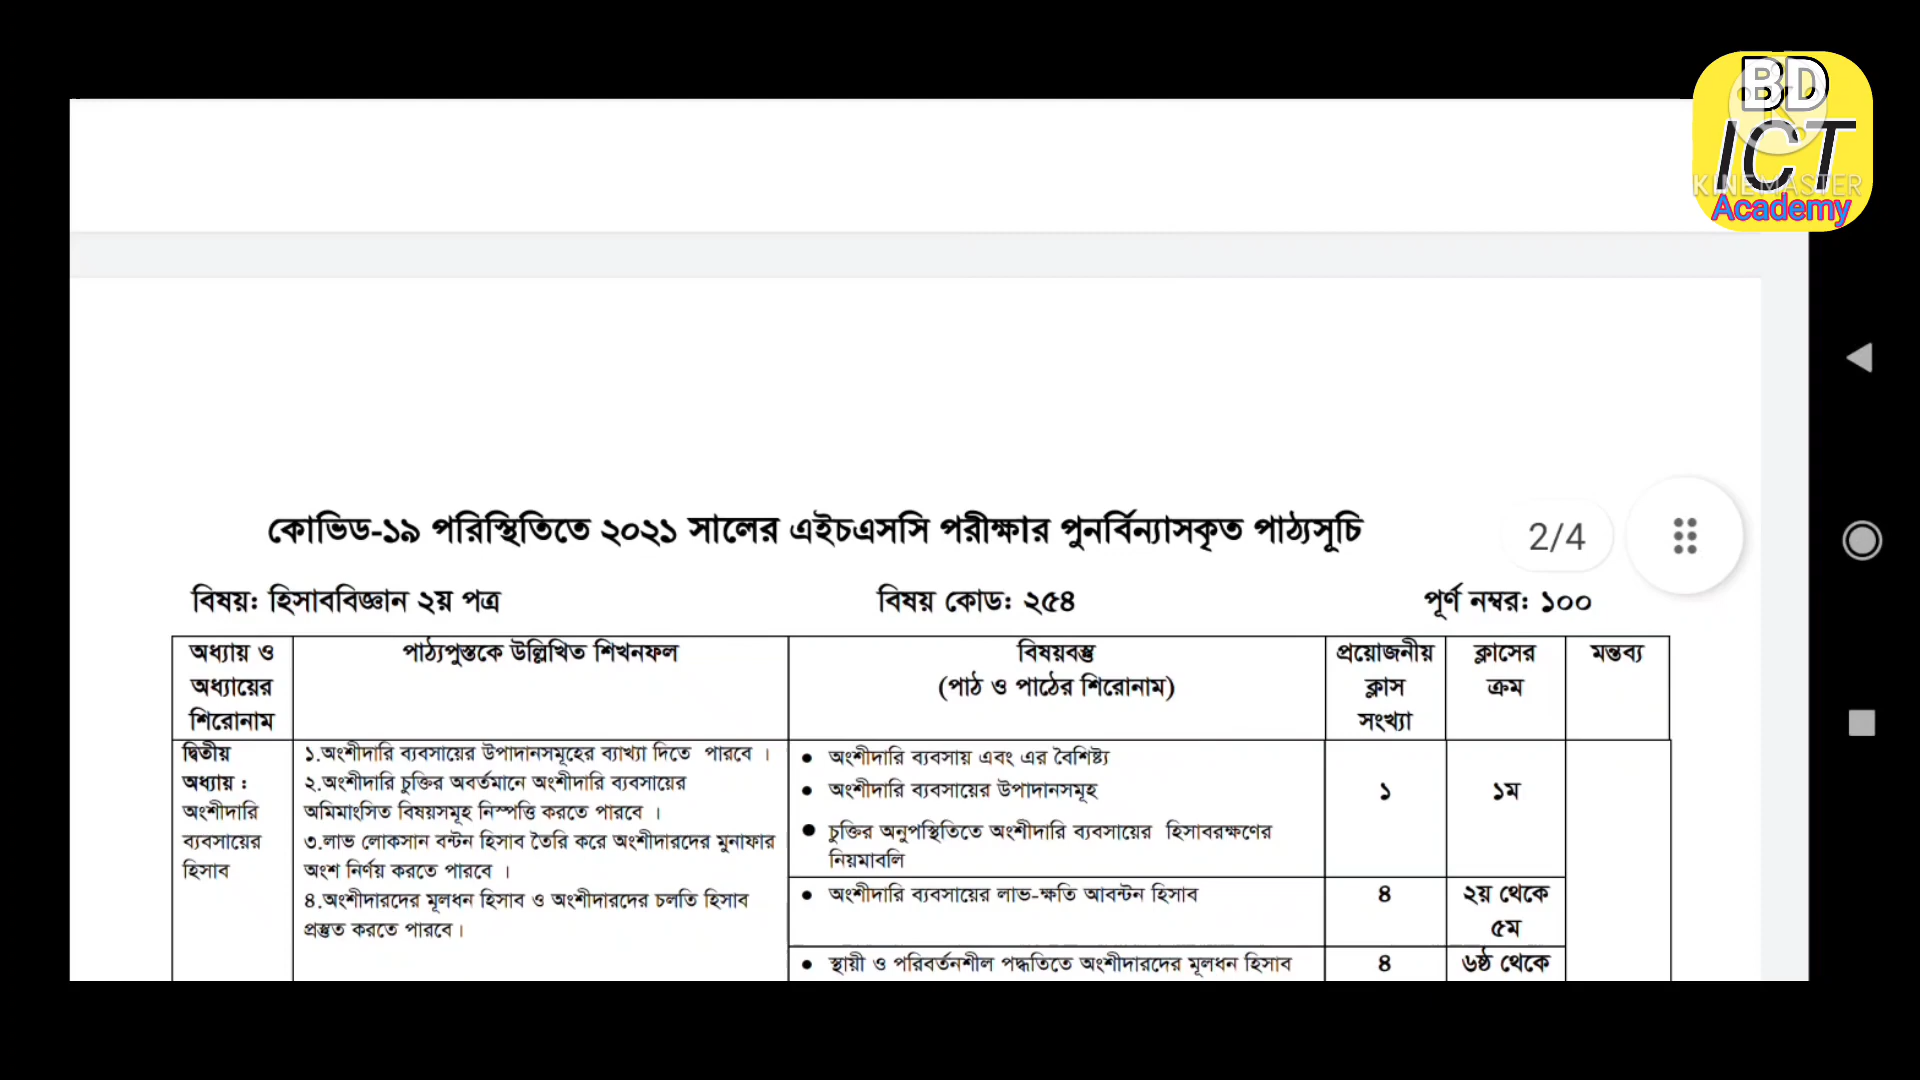 BD
ICT
KINEMASTER
Academy
কোভিড-১৯ পরিস্থিতিতে ২০২১ সালের এইচএসসি পরীক্ষার পুনর্বিন্যাসকৃত পাঠ্যসূচি
2/4
বিষয়: হিসাববিজ্ঞান ২য় পত্র বিষয় কোড: ২৫৪ পূর্ণ নম্বর: ১০০
অধ্যায় ও
অধ্যায়ের
শিরোনাম
পাঠ্যপুস্তকে উল্লিখিত শিখনফল
বিষয়বস্তু
(পাঠ ও পাঠের শিরোনাম)
প্রয়োজনীয়
ক্লাস
সংখ্যা
ক্লাসের
ক্রম
মন্তব্য
দ্বিতীয়
অধ্যায় :
অংশীদারি
ব্যবসায়ের
হিসাব
১.অংশীদারি ব্যবসায়ের উপাদানসমূহের ব্যাখ্যা দিতে পারবে ।
২.অংশীদারি চুক্তির অবর্তমানে অংশীদারি ব্যবসায়ের
অমিমাংসিত বিষয়সমূহ নিস্পত্তি করতে পারবে ।
৩.লাভ লোকসান বন্টন হিসাব তৈরি করে অংশীদারদের মুনাফার
অংশ নির্ণয় করতে পারবে ।
৪.অংশীদারদের মূলধন হিসাব ও অংশীদারদের চলতি হিসাব
প্রস্তুত করতে পারবে।
• অংশীদারি ব্যবসায় এবং এর বৈশিষ্ট্য
• অংশীদারি ব্যবসায়ের উপাদানসমূহ
• চুক্তির অনুপস্থিতিতে অংশীদারি ব্যবসায়ের হিসাবরক্ষণের
নিয়মাবলি
১
১ম
• অংশীদারি ব্যবসায়ের লাভ-ক্ষতি আবন্টন হিসাব
৪
২য় থেকে
৫ম
• স্থায়ী ও পরিবর্তনশীল পদ্ধতিতে অংশীদারদের মূলধন হিসাব
৪
৬ষ্ঠ থেকে